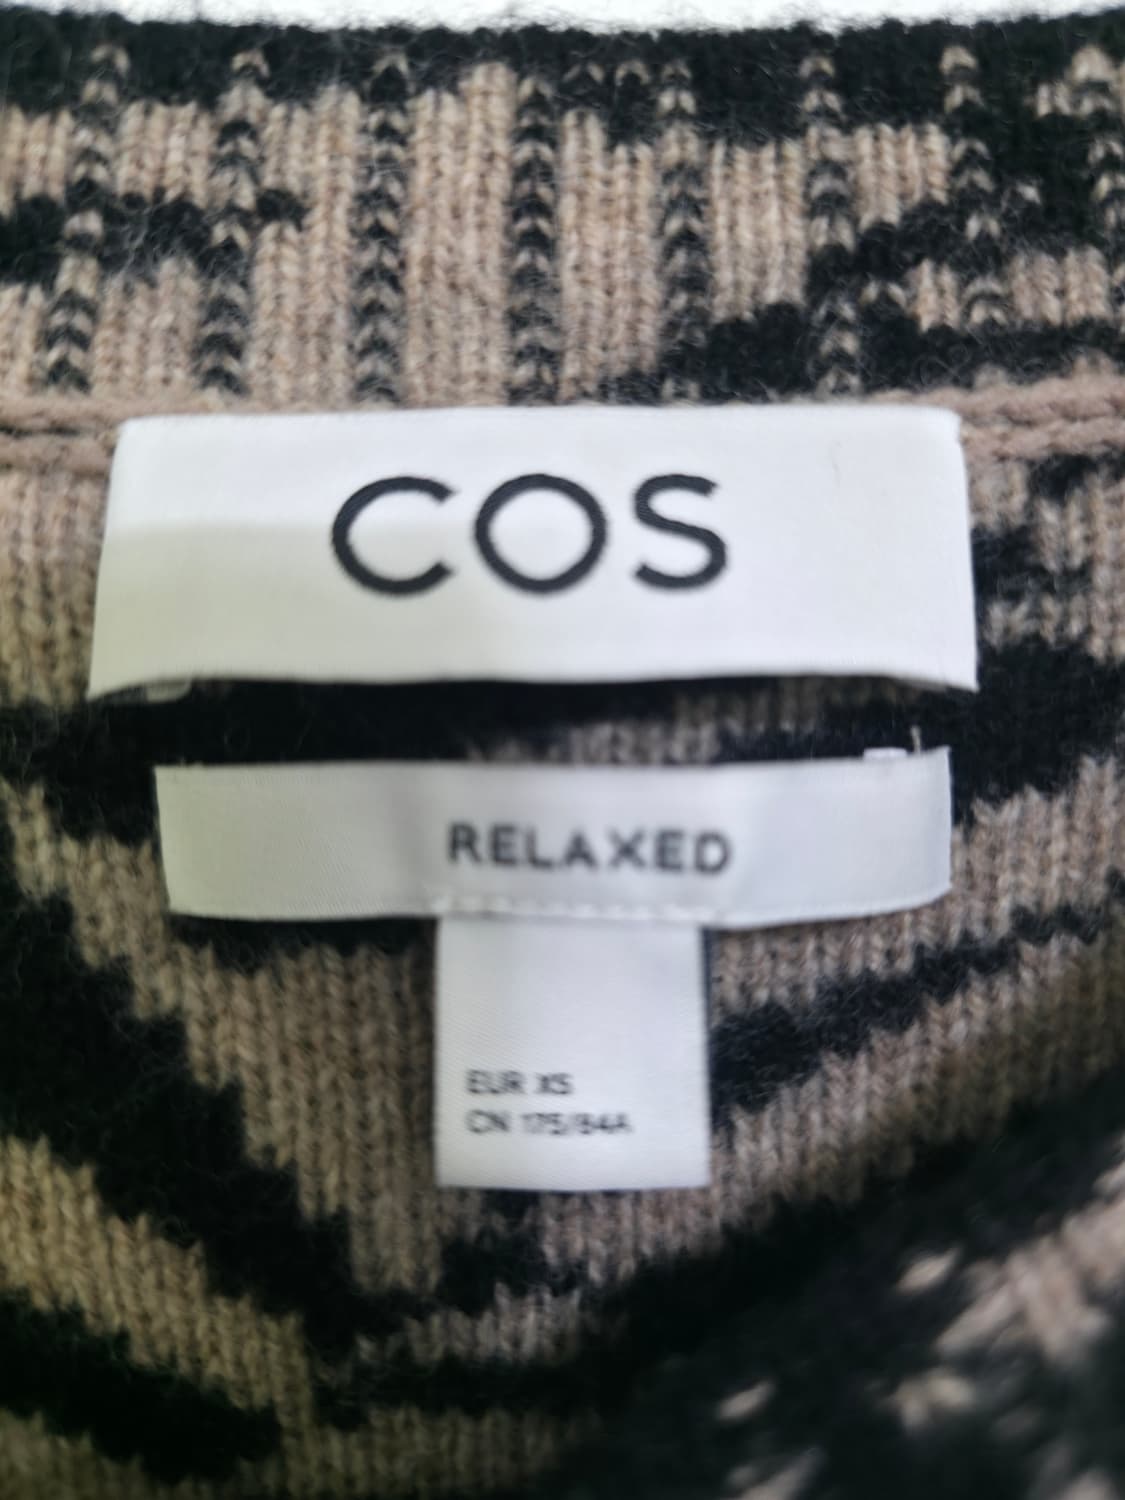 COS
RELAXED
EUR XS
CN 175/84A